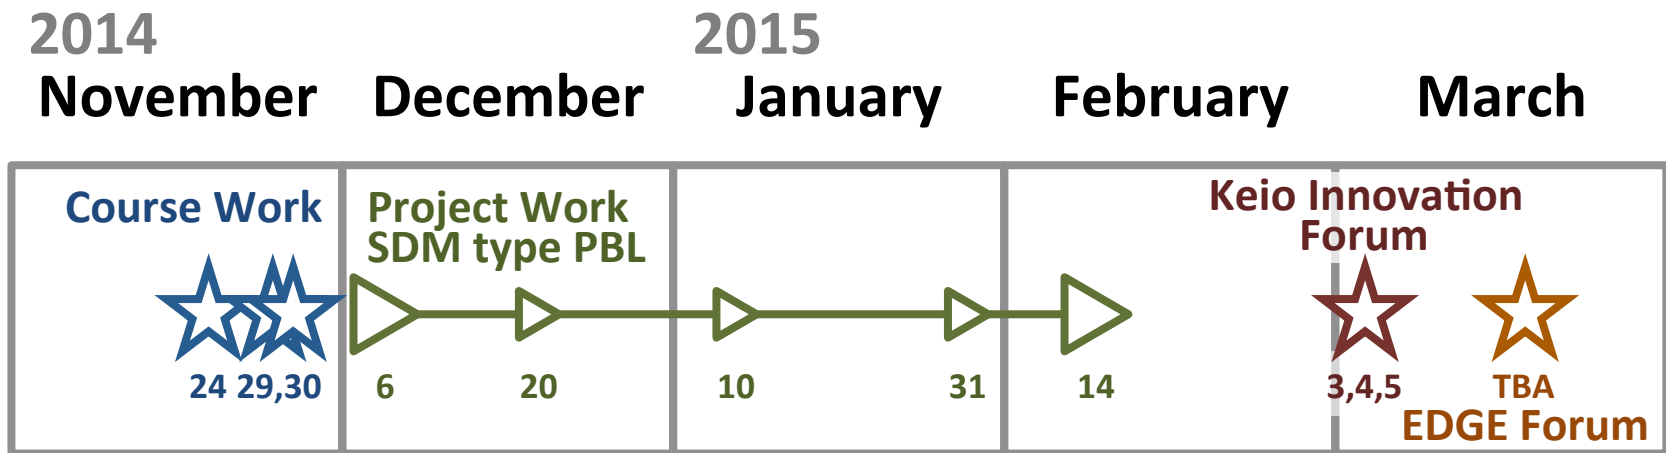 2014 2015
November December January February March
Course Work
Project Work
SDM type PBL
Keio Innovation
Forum
24 29,30 6 20 10 31 14 3,4,5 TBA
EDGE Forum